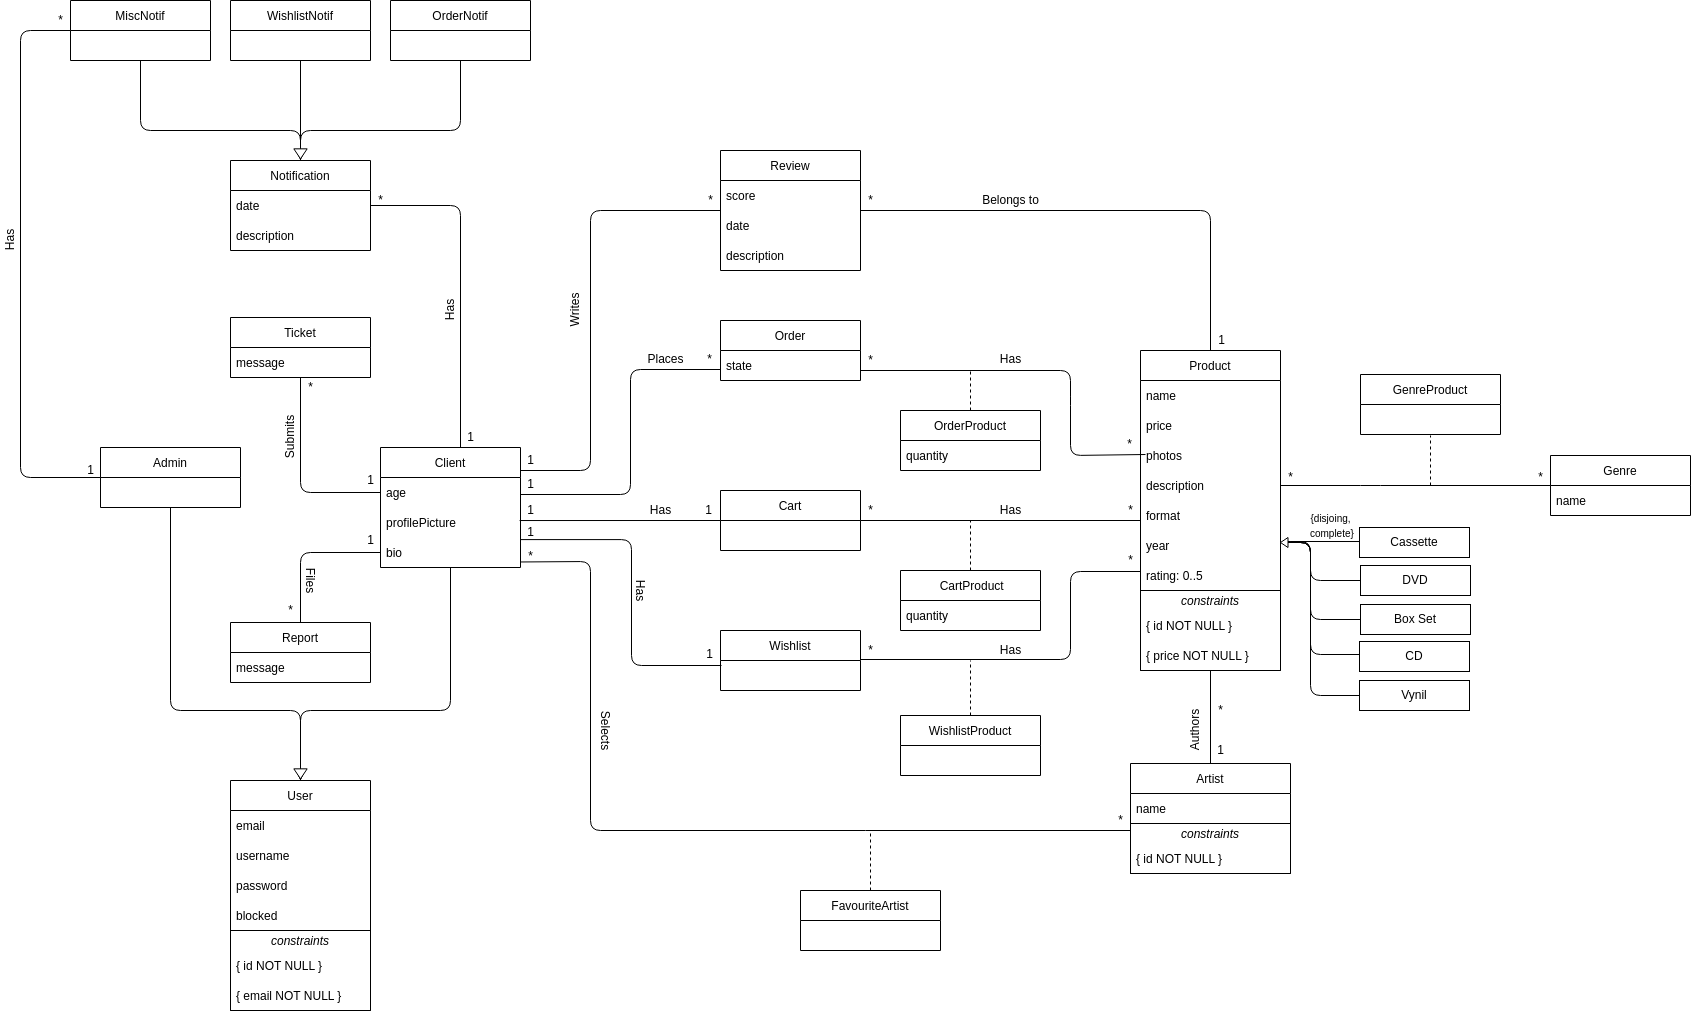 *
MiscNotif
WishlistNotif
OrderNotif
Has
Notification
date
description
*
Has
Ticket
message
*
Submits
1
Admin
1
1
Client
age
profilePicture
bio
1
Files
*
Report
message
User
email
username
password
blocked
constraints
{ id NOT NULL }
{ email NOT NULL }
1
Writes
*
Review
score
date
description
*
Belongs to
1
1
Places
*
Order
state
*
Has
*
OrderProduct
quantity
1
Has
1
Cart
*
Has
*
CartProduct
quantity
1
Has
1
Wishlist
*
Has
*
WishlistProduct
*
Selects
*
FavouriteArtist
Product
name
price
photos
description
format
year
rating: 0..5
constraints
{ id NOT NULL }
{ price NOT NULL }
*
Authors
1
Artist
name
constraints
{ id NOT NULL }
GenreProduct
*
*
Genre
name
{disjoing,
complete}
Cassette
DVD
Box Set
CD
Vynil